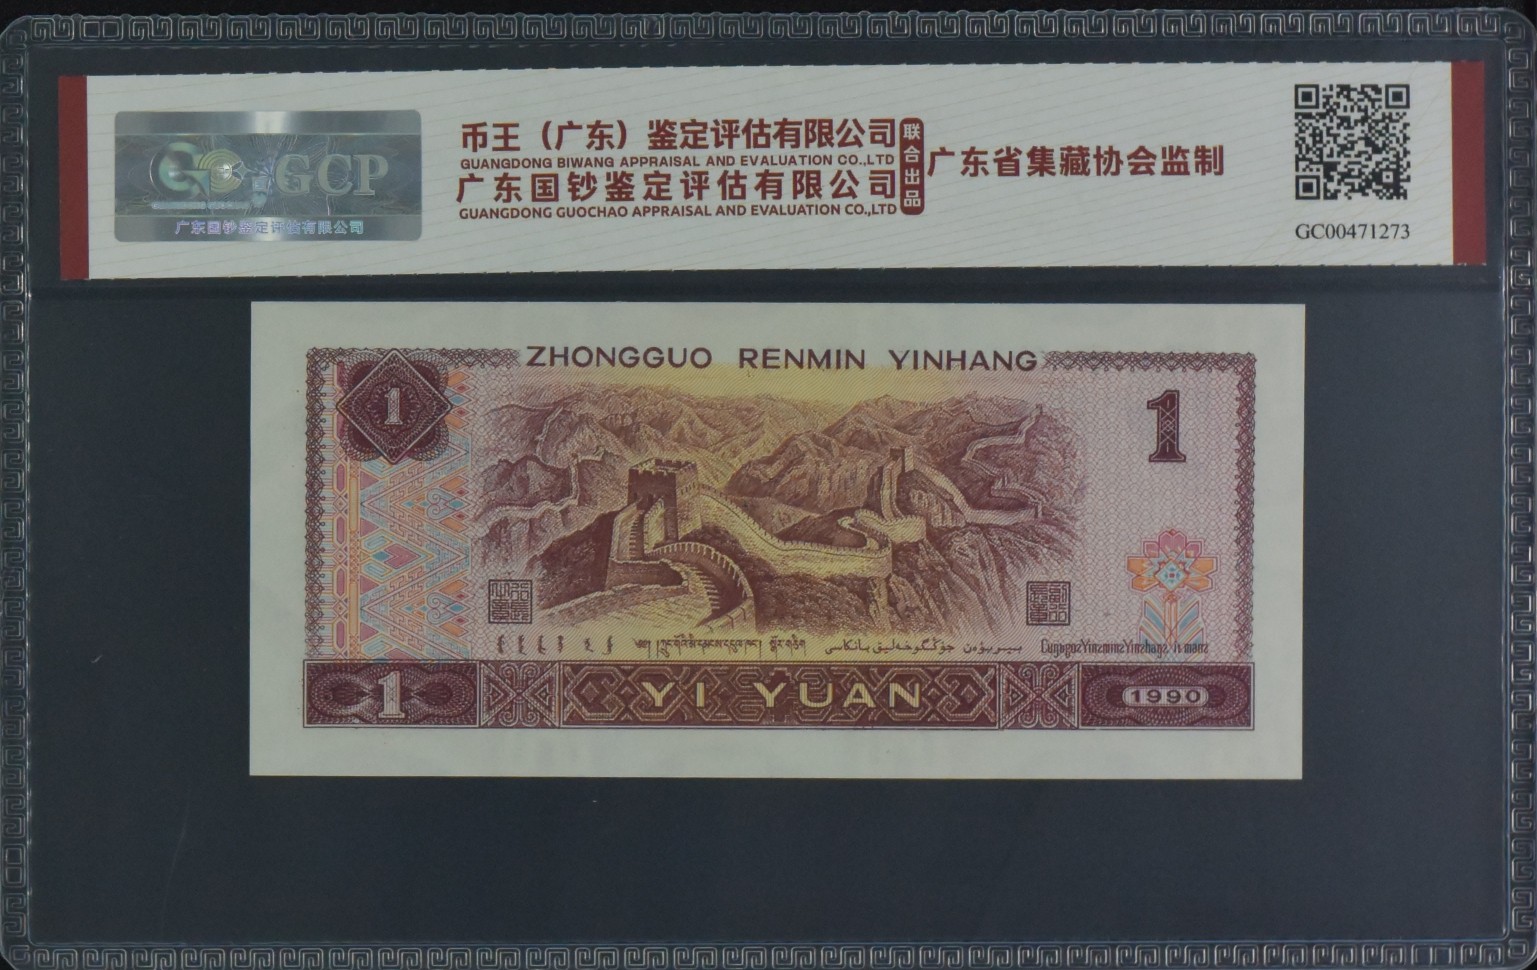 GCP
广东国钞鉴定评估有限公司
币王（广东）鉴定评估有限公司
GUANGDONG BIWANG APPRAISAL AND EVALUATION CO.,LTD
广东国钞鉴定评估有限公司
GUANGDONG GUOCHAO APPRAISAL AND EVALUATION CO.,LTD
联合出品
广东省集藏协会监制
GC00471273
ZHONGGUO RENMIN YINHANG
1
1
1
YI YUAN
1990